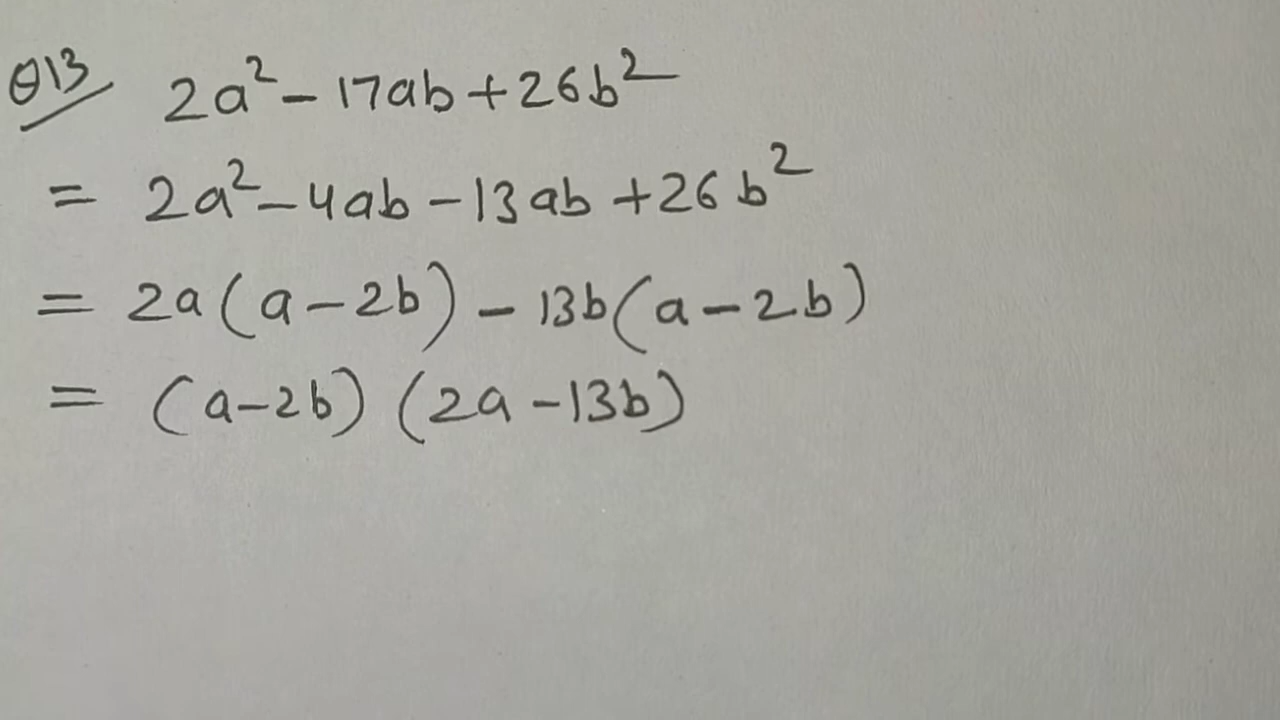 Q13 2a² - 17ab + 26b²
= 2a² - 4ab - 13ab + 26b²
= 2a(a - 2b) - 13b(a - 2b)
= (a - 2b) (2a - 13b)